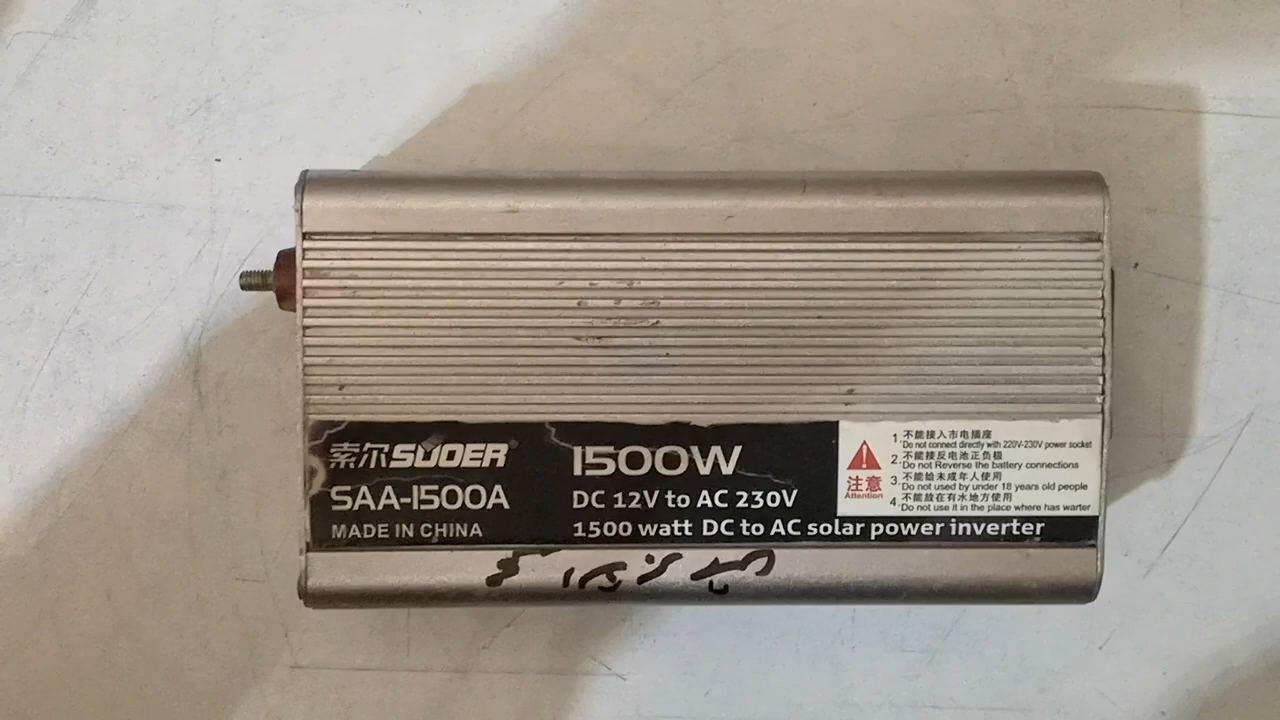 索尔SUOER
SAA-1500A
MADE IN CHINA
1500W
DC 12V to AC 230V
1500 watt DC to AC solar power inverter
注意
Attention
1.不能接入市电插座
Do not connect directly with 220V-230V power socket
2.不能接反电池正负极
Do not Reverse the battery connections
3.不能给未成年人使用
Do not used by under 18 years old people
4.不能放在有水地方使用
Do not use it in the place where has warter